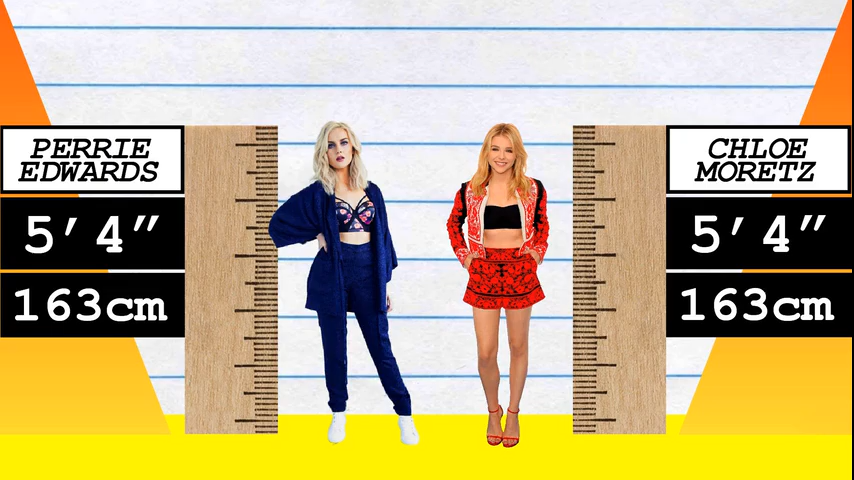 PERRIE
EDWARDS
5'4"
163cm
CHLOE
MORETZ
5'4"
163cm